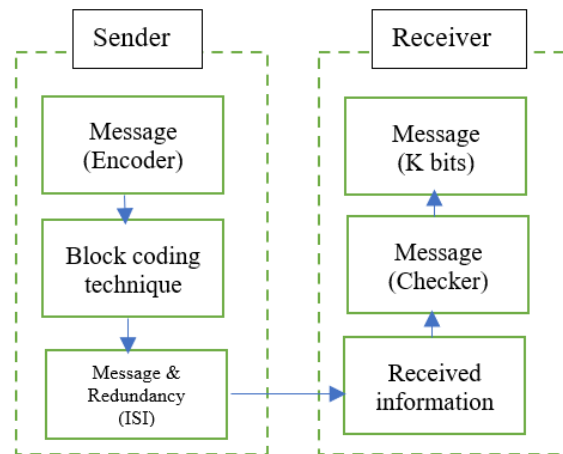 Sender
Message
(Encoder)
Block coding
technique
Message &
Redundancy
(ISI)
Receiver
Message
(K bits)
Message
(Checker)
Received
information